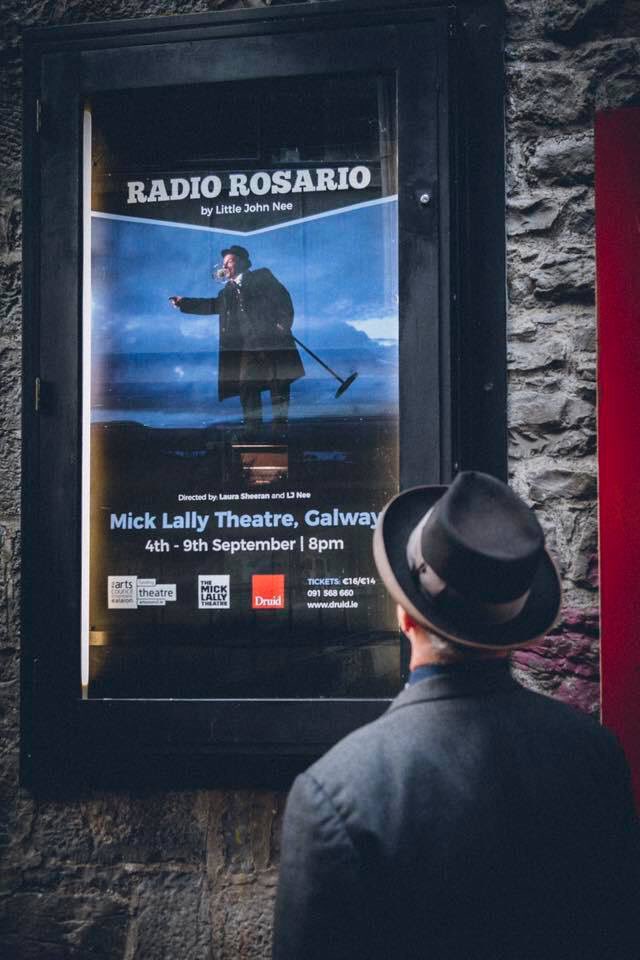 RADIO ROSARIO
by Little John Nee
Directed by: Laura Sheeran and LJ Nee
Mick Lally Theatre, Galway
4th - 9th September | 8pm
arts
council
ealaíon
funding
theatre
THE
MICK
LALLY
THEATRE
Druid
TICKETS: €16/€14
091 568 660
www.druid.ie